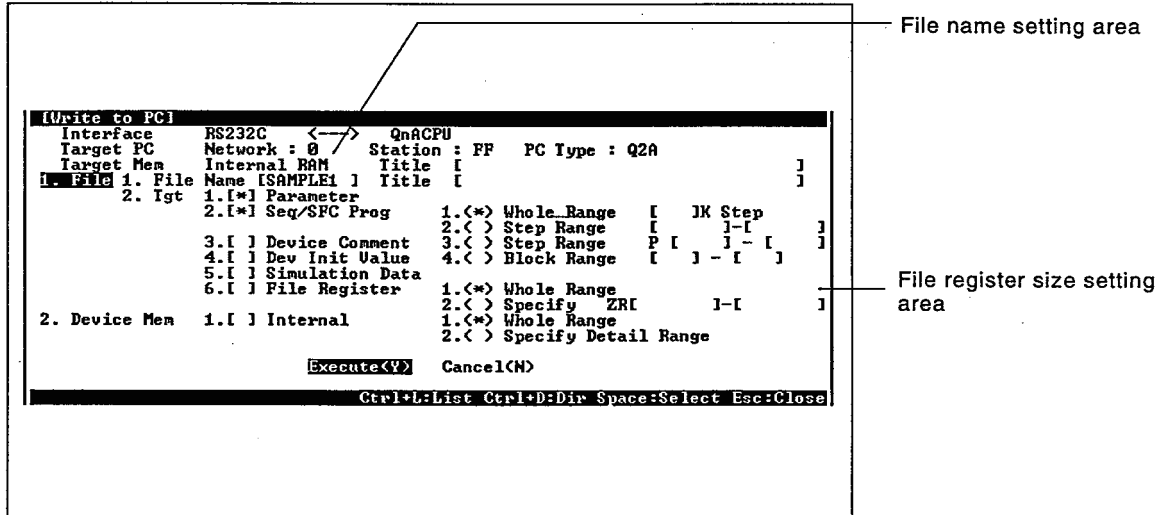 File name setting area
[Write to PC]
Interface RS232C <--> QnACPU
Target PC Network : 0 Station : FF PC Type : Q2A
Target Mem Internal RAM Title [ ]
1. File 1. File Name [SAMPLE1 ] Title [ ]
2. Tgt 1.[*] Parameter
2.[*] Seq/SFC Prog 1.(*) Whole Range [ ]K Step
2.( ) Step Range [ ]-[ ]
3.[ ] Device Comment 3.( ) Step Range P [ ] - [ ]
4.[ ] Dev Init Value 4.( ) Block Range [ ] - [ ]
5.[ ] Simulation Data
6.[ ] File Register 1.(*) Whole Range
2.( ) Specify ZR[ ]-[ ]
File register size setting
area
2. Device Mem 1.[ ] Internal 1.(*) Whole Range
2.( ) Specify Detail Range
Execute(Y) Cancel(N)
Ctrl+L:List Ctrl+D:Dir Space:Select Esc:Close